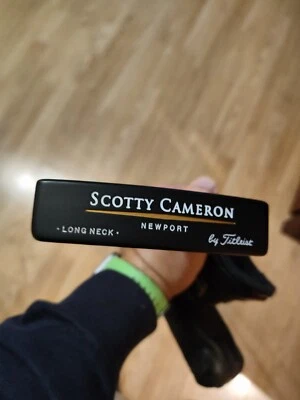 SCOTTY CAMERON
NEWPORT
· LONG NECK ·
by Titleist